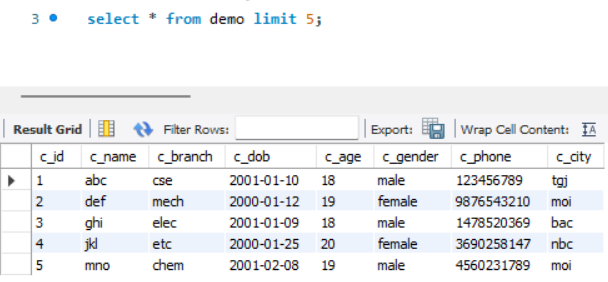 3 select * from demo limit 5;
Result Grid Filter Rows: Export: Wrap Cell Content: IA
c_id c_name c_branch c_dob c_age c_gender c_phone c_city
1 abc cse 2001-01-10 18 male 123456789 tgj
2 def mech 2000-01-12 19 female 9876543210 moi
3 ghi elec 2001-01-09 18 male 1478520369 bac
4 jkl etc 2000-01-25 20 female 3690258147 nbc
5 mno chem 2001-02-08 19 male 4560231789 moi